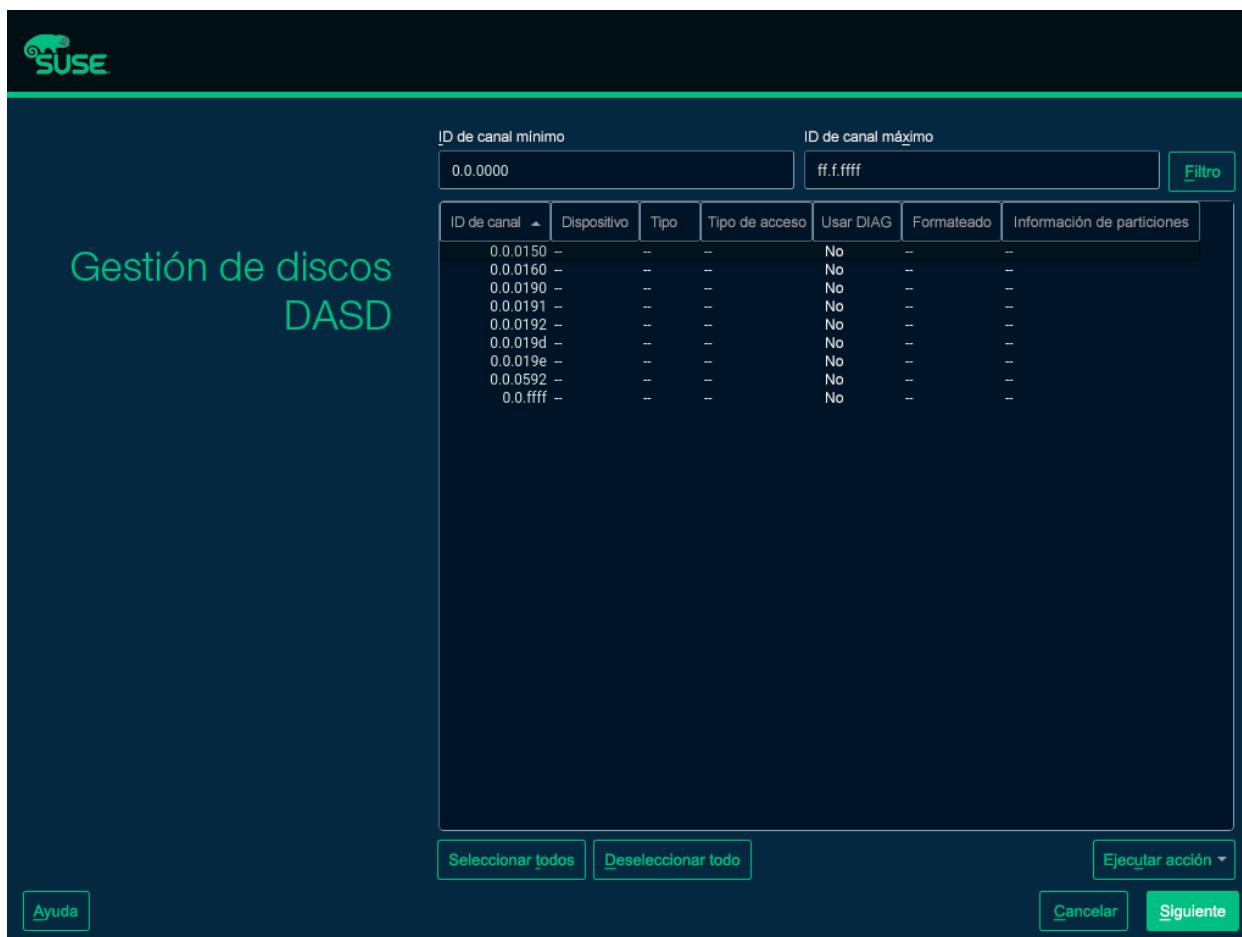 SUSE
ID de canal mínimo
ID de canal máximo
0.0.0000
ff.f.ffff
Filtro
Gestión de discos
DASD
ID de canal Dispositivo Tipo Tipo de acceso Usar DIAG Formateado Información de particiones
0.0.0150 -- -- -- No -- --
0.0.0160 -- -- -- No -- --
0.0.0190 -- -- -- No -- --
0.0.0191 -- -- -- No -- --
0.0.0192 -- -- -- No -- --
0.0.019d -- -- -- No -- --
0.0.019e -- -- -- No -- --
0.0.0592 -- -- -- No -- --
0.0.ffff -- -- -- No -- --
Seleccionar todos
Deseleccionar todo
Ejecutar acción
Ayuda
Cancelar
Siguiente